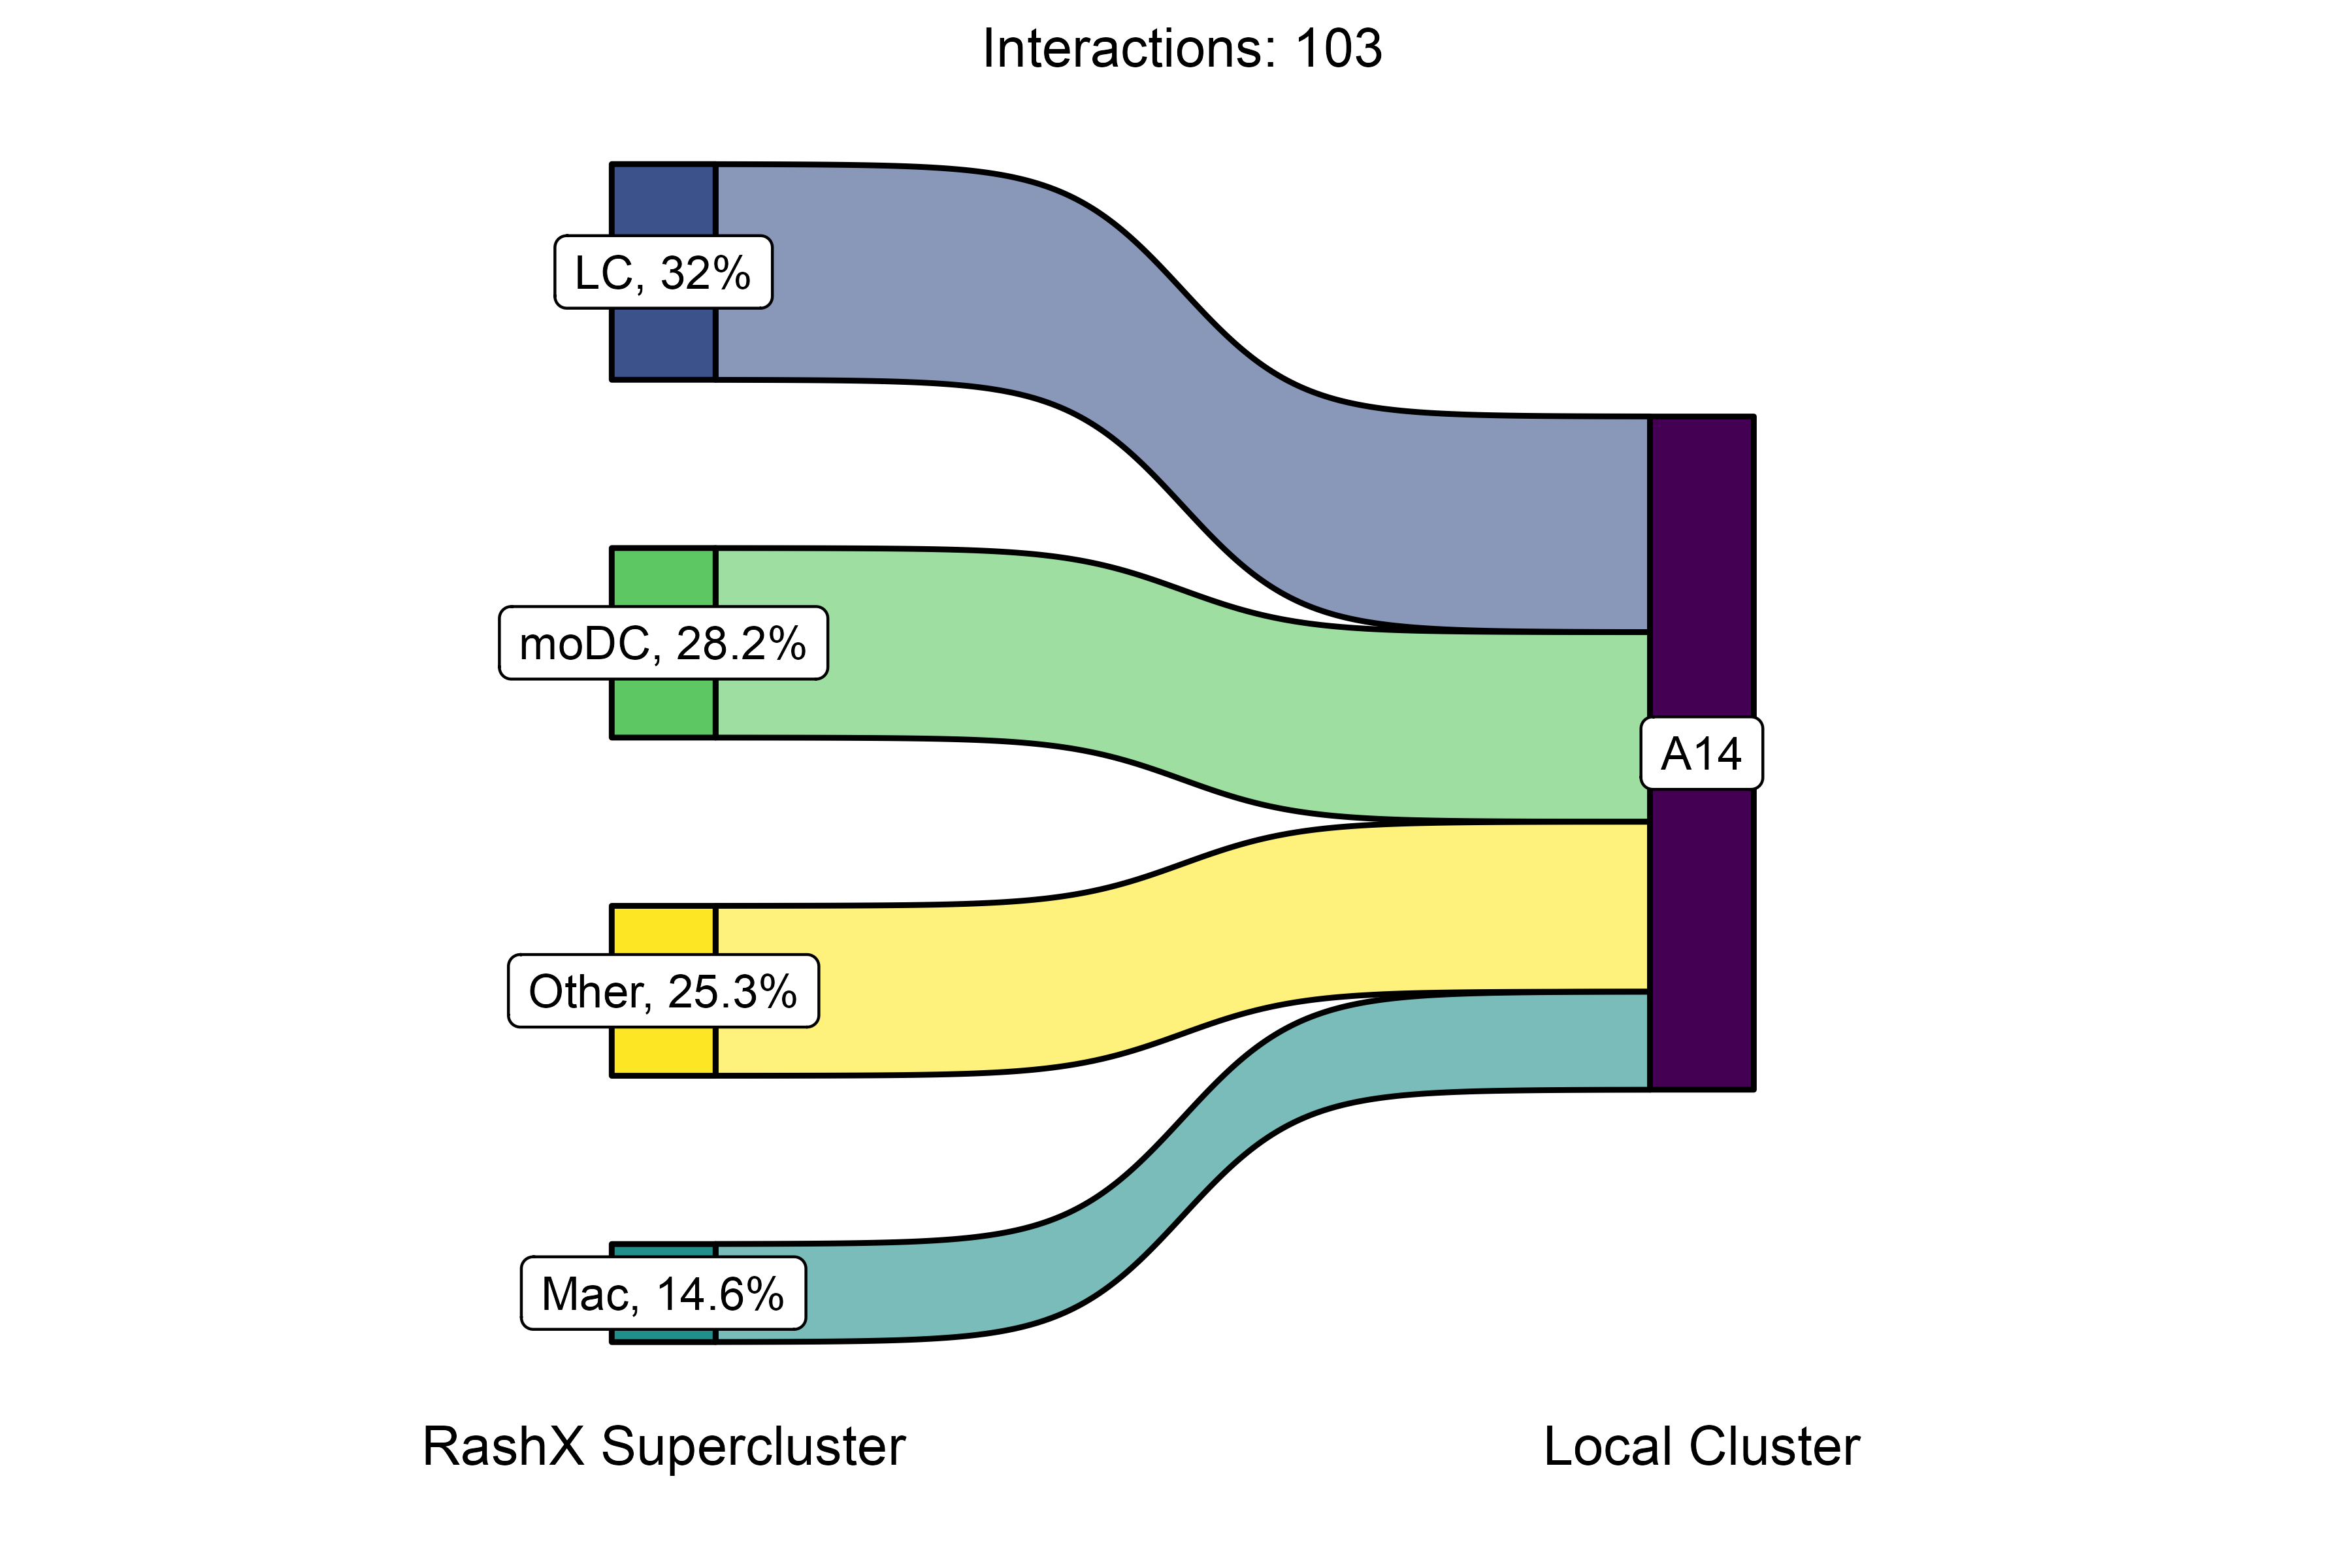 Interactions: 103
LC, 32%
moDC, 28.2%
A14
Other, 25.3%
Mac, 14.6%
RashX Supercluster
Local Cluster